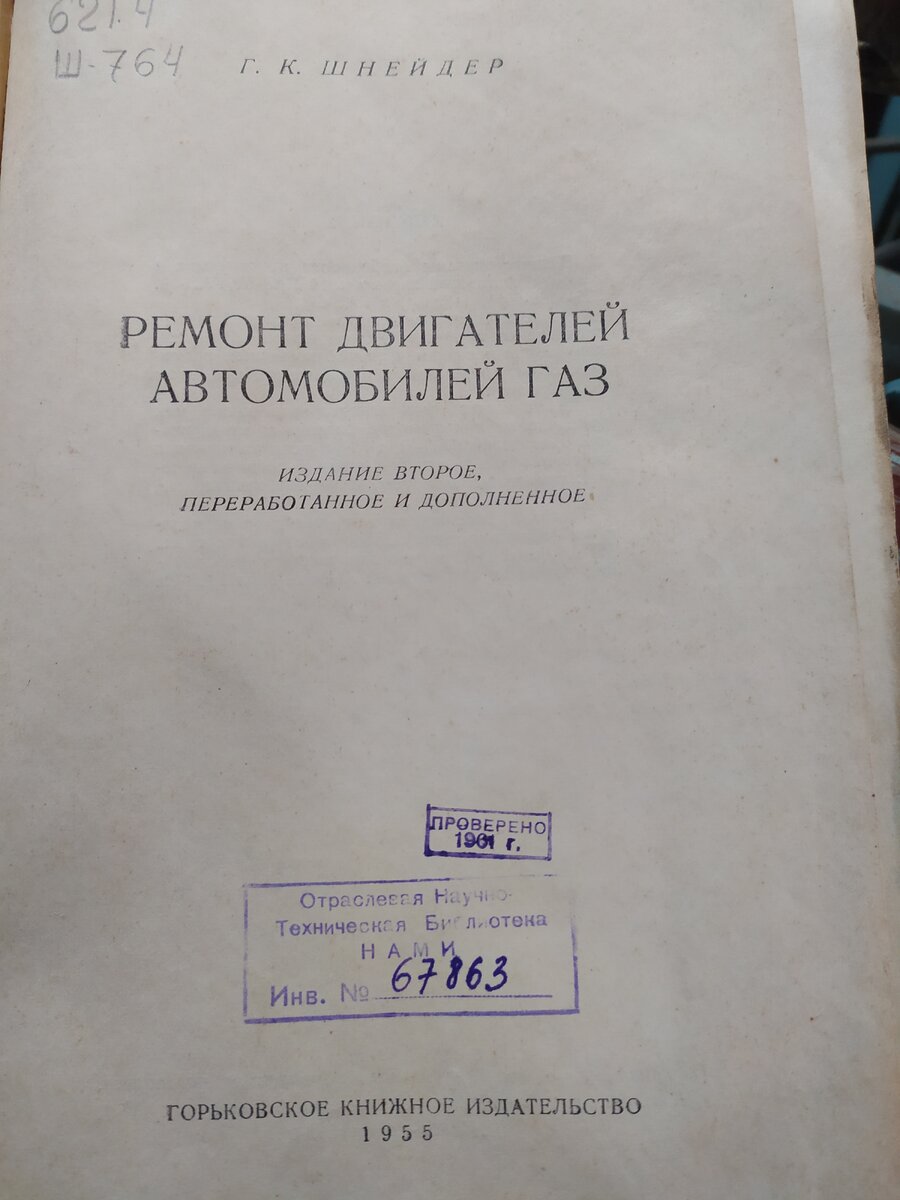 621.4
Ш-764
Г. К. ШНЕЙДЕР
РЕМОНТ ДВИГАТЕЛЕЙ
АВТОМОБИЛЕЙ ГАЗ
ИЗДАНИЕ ВТОРОЕ,
ПЕРЕРАБОТАННОЕ И ДОПОЛНЕННОЕ
ПРОВЕРЕНО
1961 г.
Отраслевая Научно-
Техническая Библиотека
НАМИ
Инв. № 67863
ГОРЬКОВСКОЕ КНИЖНОЕ ИЗДАТЕЛЬСТВО
1955